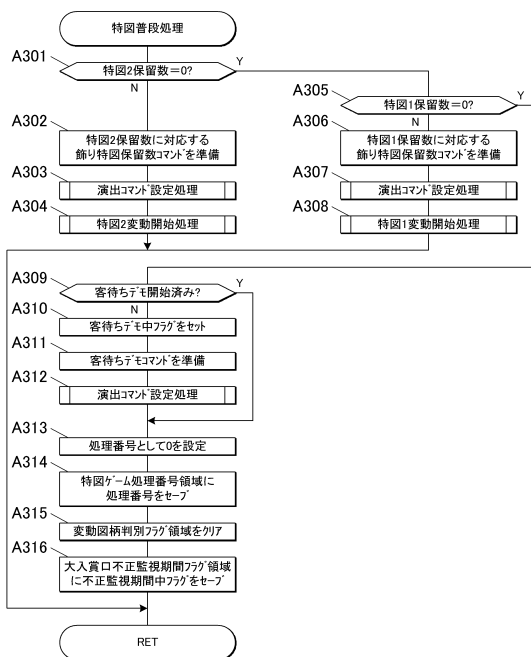 特図普段処理
A301
特図2保留数＝0?
Y
N
A302
特図2保留数に対応する
飾り特図保留数コマンドを準備
A303
演出コマンド設定処理
A304
特図2変動開始処理
A305
特図1保留数＝0?
Y
N
A306
特図1保留数に対応する
飾り特図保留数コマンドを準備
A307
演出コマンド設定処理
A308
特図1変動開始処理
A309
客待ちデモ開始済み?
Y
N
A310
客待ちデモ中フラグをセット
A311
客待ちデモコマンドを準備
A312
演出コマンド設定処理
A313
処理番号として0を設定
A314
特図ゲーム処理番号領域に
処理番号をセーブ
A315
変動図柄判別フラグ領域をクリア
A316
大入賞口不正監視期間フラグ領域
に不正監視期間中フラグをセーブ
RET